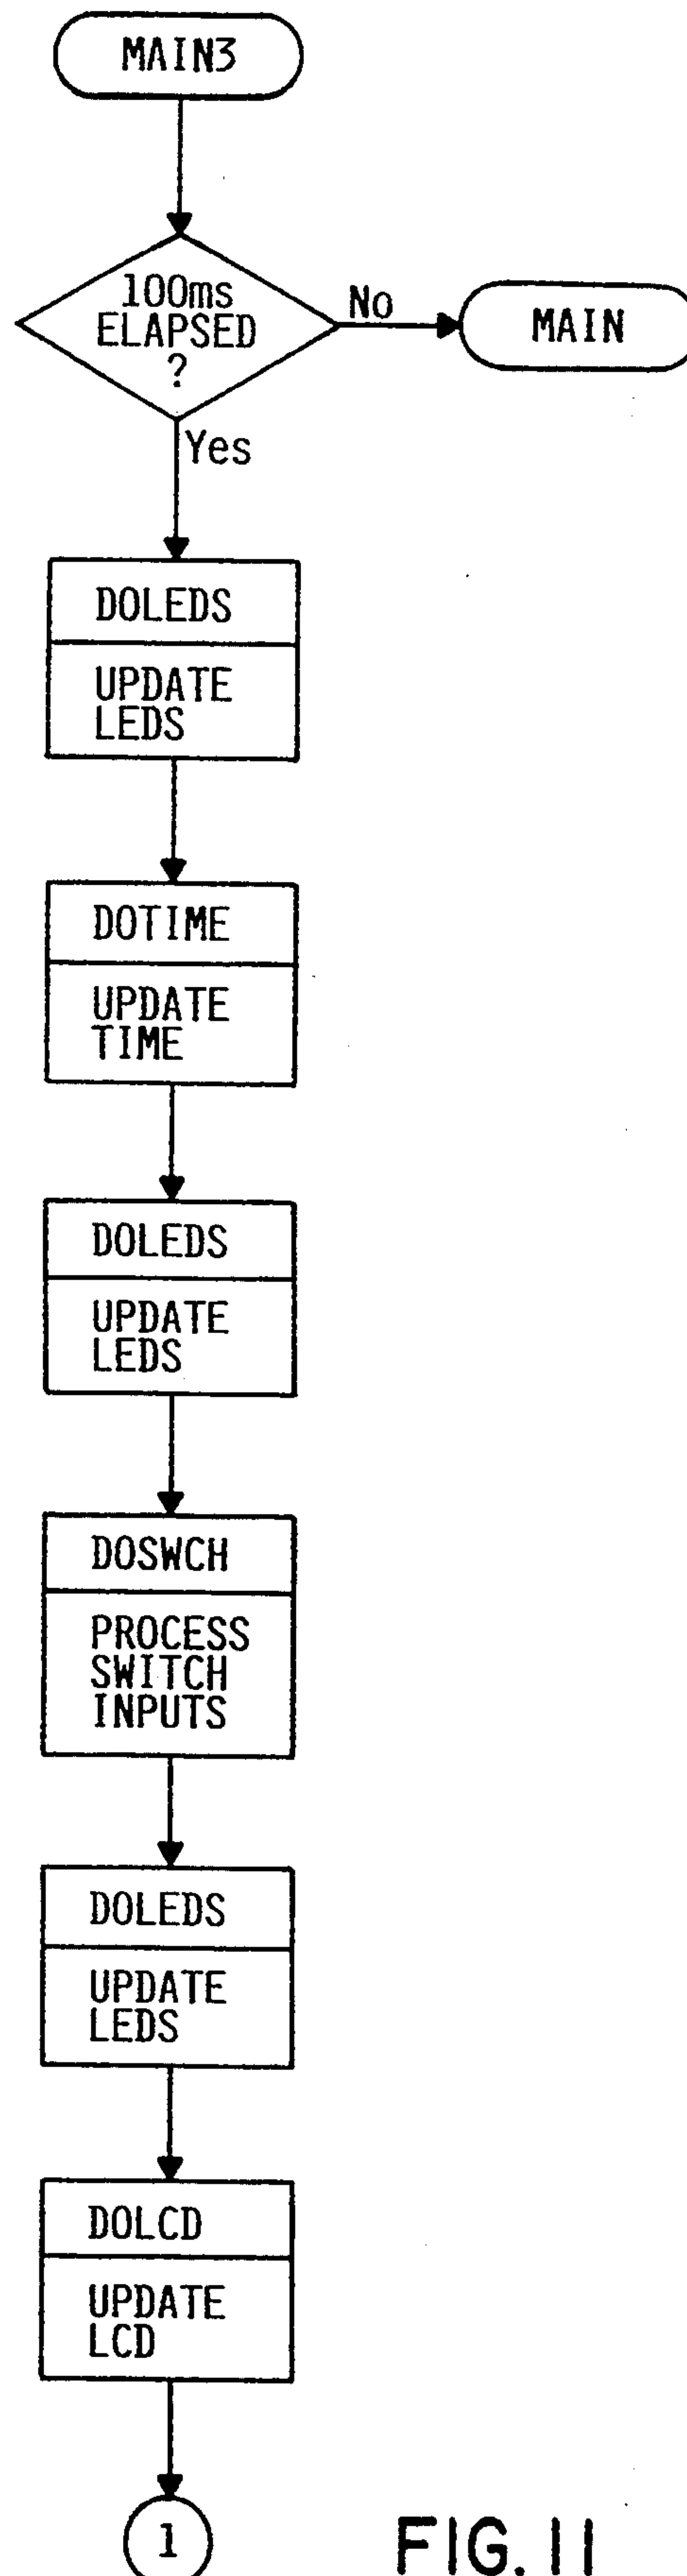 MAIN3
100ms
ELAPSED
?
No
MAIN
Yes
DOLEDS
UPDATE
LEDS
DOTIME
UPDATE
TIME
DOLEDS
UPDATE
LEDS
DOSWCH
PROCESS
SWITCH
INPUTS
DOLEDS
UPDATE
LEDS
DOLCD
UPDATE
LCD
1
FIG. 11